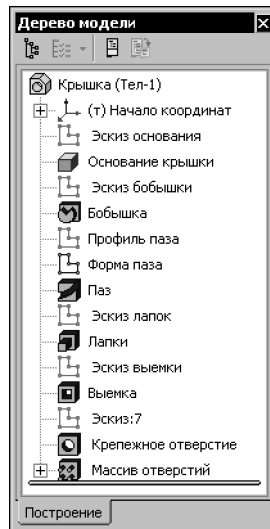 Дерево модели
Крышка (Тел-1)
(т) Начало координат
Эскиз основания
Основание крышки
Эскиз бобышки
Бобышка
Профиль паза
Форма паза
Паз
Эскиз лапок
Лапки
Эскиз выемки
Выемка
Эскиз:7
Крепежное отверстие
Массив отверстий
Построение